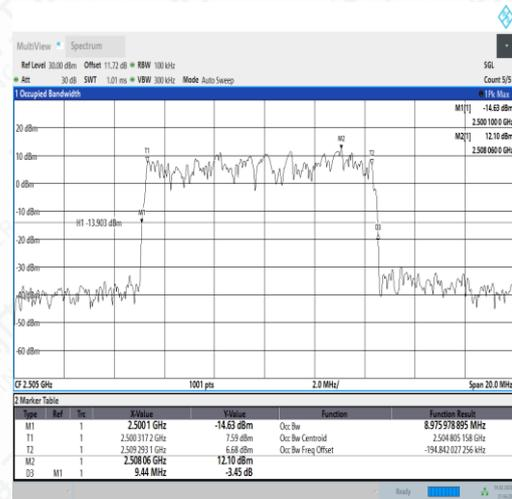 MultiView Spectrum
Ref Level 30.00 dBm Offset 11.72 dB RBW 100 kHz SGL
Att 30 dB SWT 1.01 ms VBW 300 kHz Mode Auto Sweep Count 5/5
1 Occupied Bandwidth 1Pk Max
M1[1] -14.63 dBm
2.500 100 0 GHz
M2[1] 12.10 dBm
2.508 060 0 GHz
20 dBm
10 dBm
0 dBm
-10 dBm
-20 dBm
-30 dBm
-40 dBm
-50 dBm
-60 dBm
T1
M2
T2
M1
H1 -13.903 dBm
D3
CF 2.505 GHz 1001 pts 2.0 MHz/ Span 20.0 MHz
2 Marker Table
Type Ref Trc X-Value Y-Value Function Function Result
M1 1 2.5001 GHz -14.63 dBm Occ Bw 8.975 978 895 MHz
T1 1 2.500 317 2 GHz 7.59 dBm Occ Bw Centroid 2.504 805 158 GHz
T2 1 2.509 293 1 GHz 6.68 dBm Occ Bw Freq Offset -194.842 027 256 kHz
M2 1 2.508 06 GHz 12.10 dBm
D3 M1 1 9.44 MHz -3.45 dB
Ready